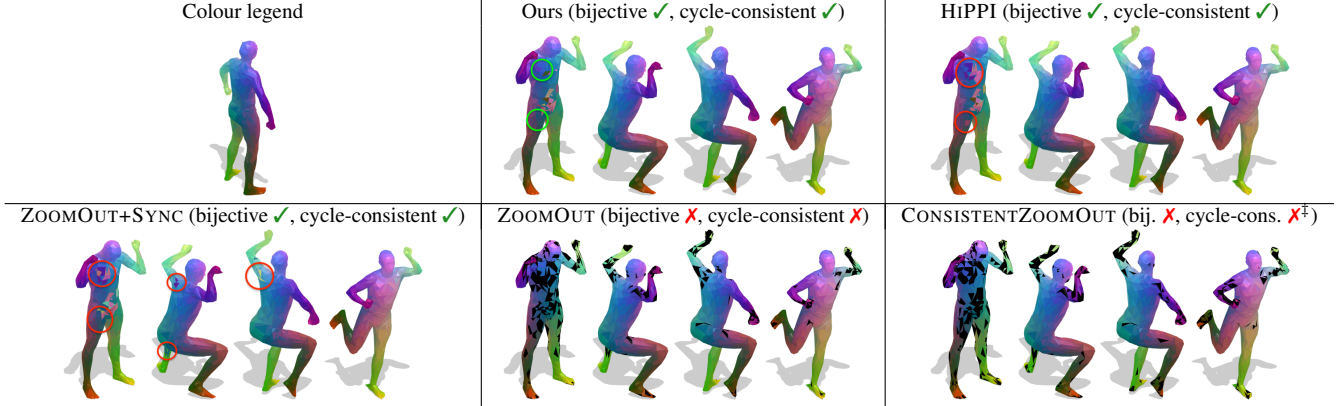 Colour legend
Ours (bijective ✓, cycle-consistent ✓)
HIPPI (bijective ✓, cycle-consistent ✓)
ZOOMOUT+SYNC (bijective ✓, cycle-consistent ✓)
ZOOMOUT (bijective ✗, cycle-consistent ✗)
CONSISTENTZOOMOUT (bij. ✗, cycle-cons. ✗‡)